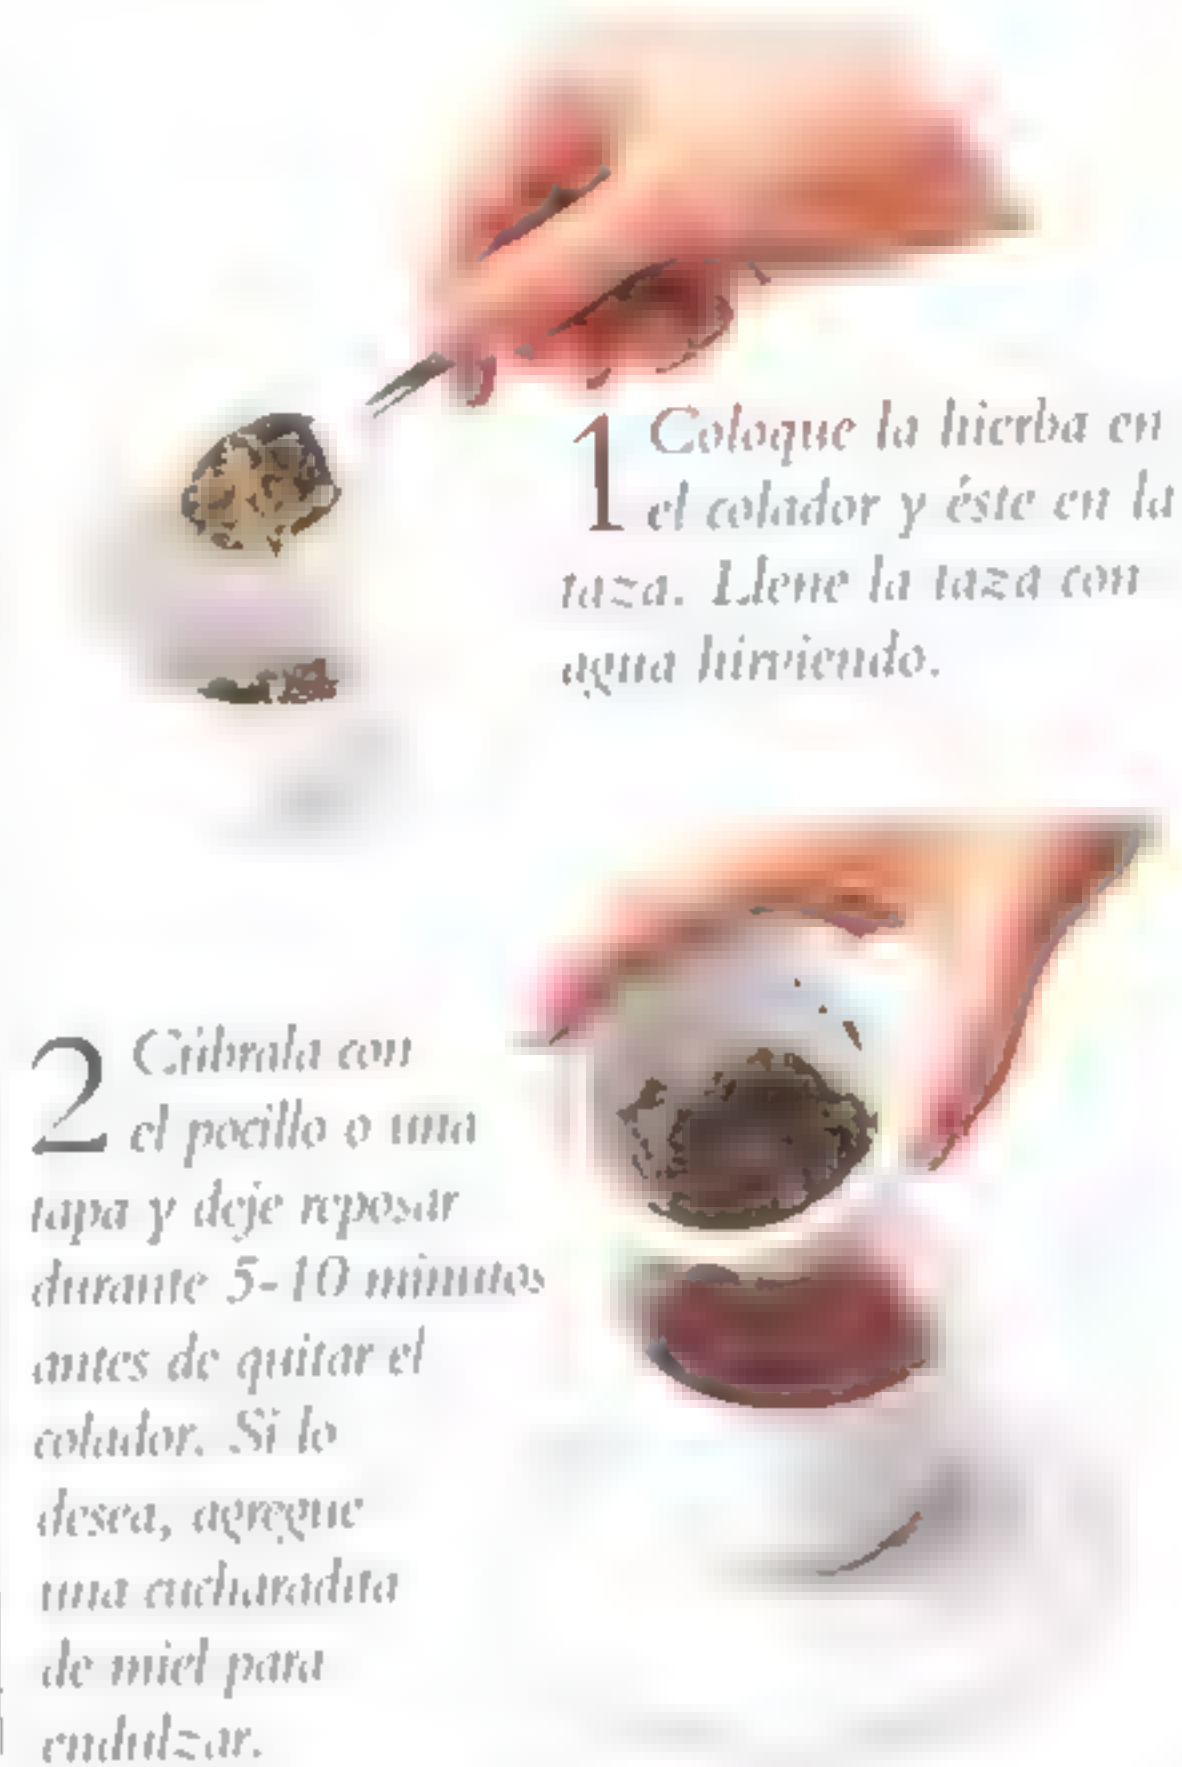 1 Coloque la hierba en
el colador y éste en la
taza. Llene la taza con
agua hirviendo.
2 Cúbrala con
el pocillo o una
tapa y deje reposar
durante 5-10 minutos
antes de quitar el
colador. Si lo
desea, agregue
una cucharadita
de miel para
endulzar.